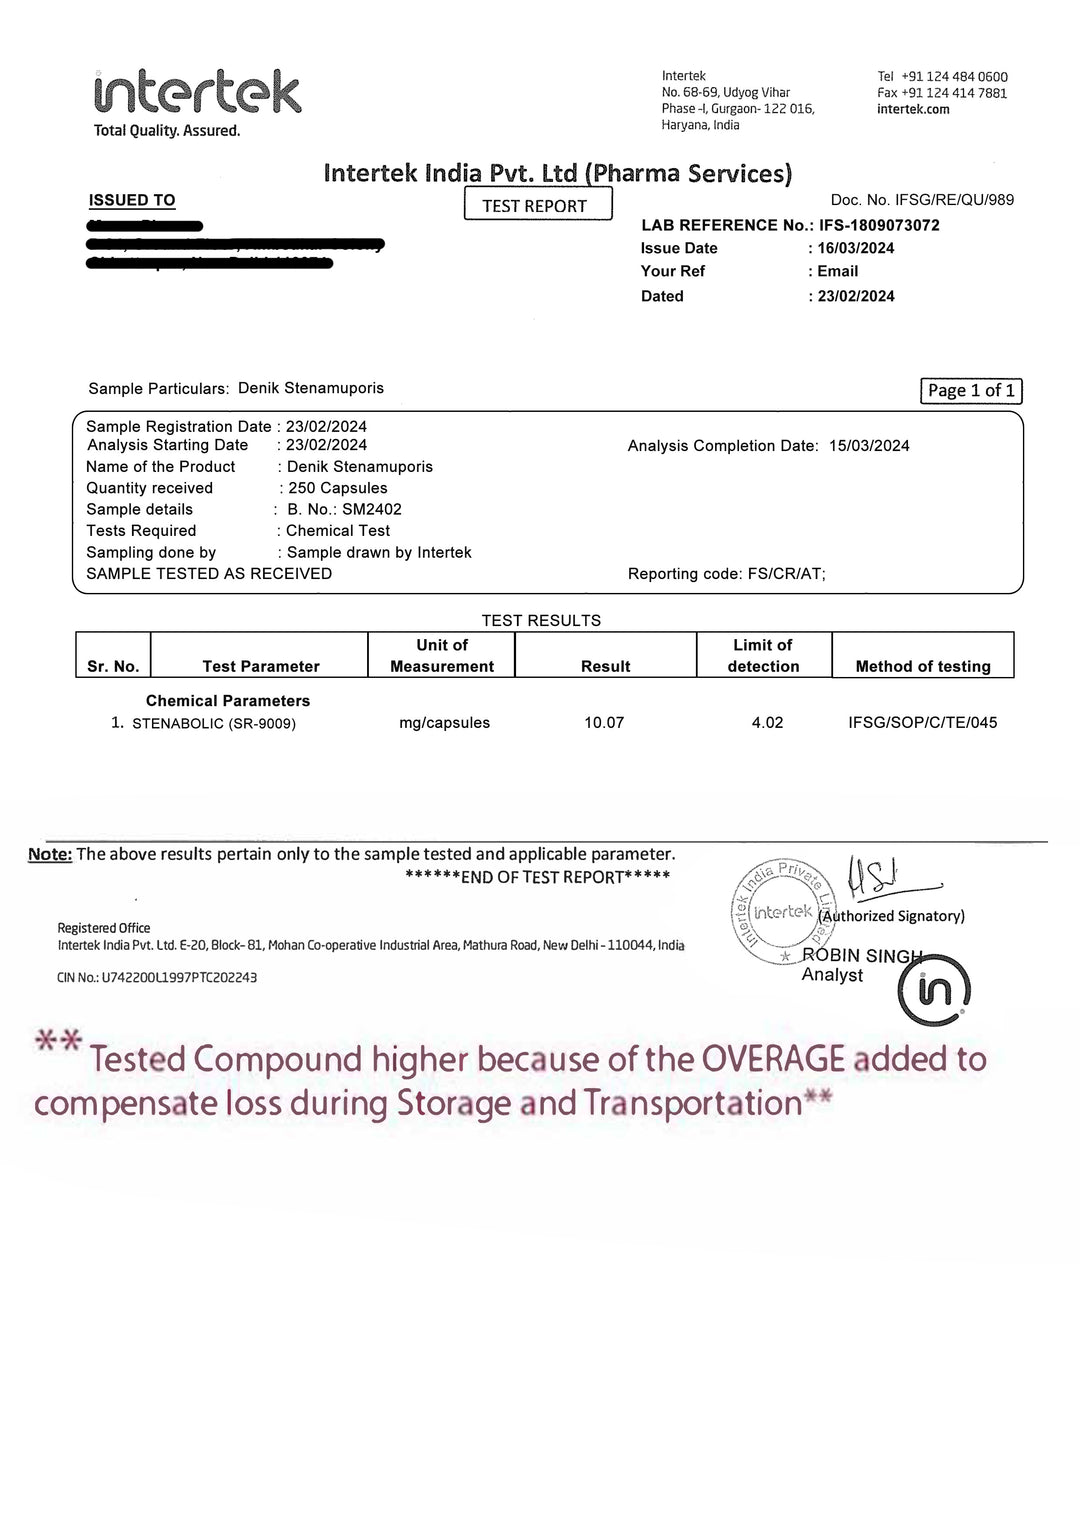 intertek
Total Quality. Assured.
Intertek
No. 68-69, Udyog Vihar
Phase -I, Gurgaon- 122 016,
Haryana, India
Tel +91 124 484 0600
Fax +91 124 414 7881
intertek.com
Intertek India Pvt. Ltd (Pharma Services)
ISSUED TO
TEST REPORT
Doc. No. IFSG/RE/QU/989
LAB REFERENCE No.: IFS-1809073072
Issue Date : 16/03/2024
Your Ref : Email
Dated : 23/02/2024
Sample Particulars: Denik Stenamuporis
Page 1 of 1
Sample Registration Date : 23/02/2024
Analysis Starting Date : 23/02/2024 Analysis Completion Date: 15/03/2024
Name of the Product : Denik Stenamuporis
Quantity received : 250 Capsules
Sample details : B. No.: SM2402
Tests Required : Chemical Test
Sampling done by : Sample drawn by Intertek
SAMPLE TESTED AS RECEIVED Reporting code: FS/CR/AT;
TEST RESULTS
Sr. No. Test Parameter Unit of Measurement Result Limit of detection Method of testing
Chemical Parameters
1. STENABOLIC (SR-9009) mg/capsules 10.07 4.02 IFSG/SOP/C/TE/045
Note: The above results pertain only to the sample tested and applicable parameter.
******END OF TEST REPORT*****
Intertek India Private Limited
intertek
(Authorized Signatory)
ROBIN SINGH
Analyst
in
Registered Office
Intertek India Pvt. Ltd. E-20, Block- 81, Mohan Co-operative Industrial Area, Mathura Road, New Delhi - 110044, India
CIN No.: U742200L1997PTC202243
** Tested Compound higher because of the OVERAGE added to
compensate loss during Storage and Transportation**